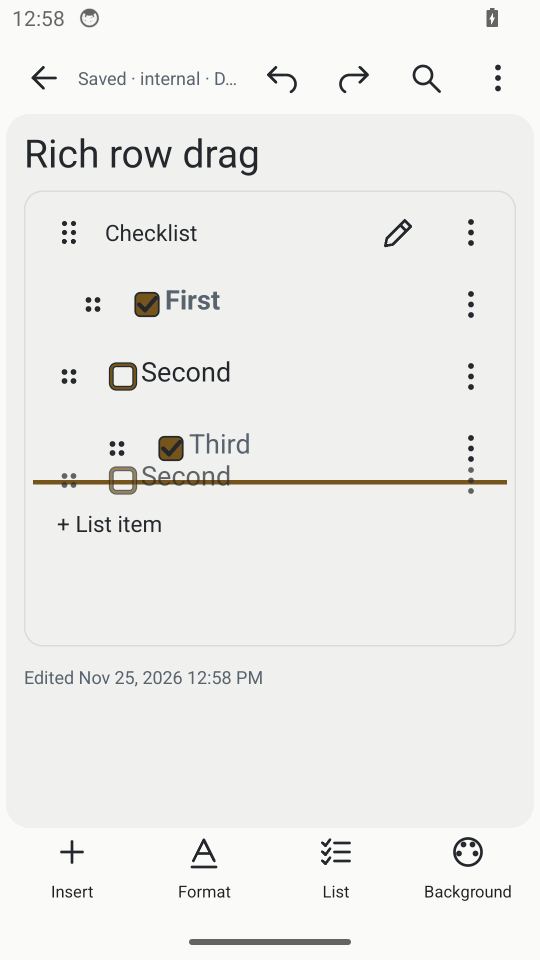 12:58
Saved · internal · D…
Rich row drag
Checklist
First
Second
Third
Second
+ List item
Edited Nov 25, 2026 12:58 PM
Insert
Format
List
Background